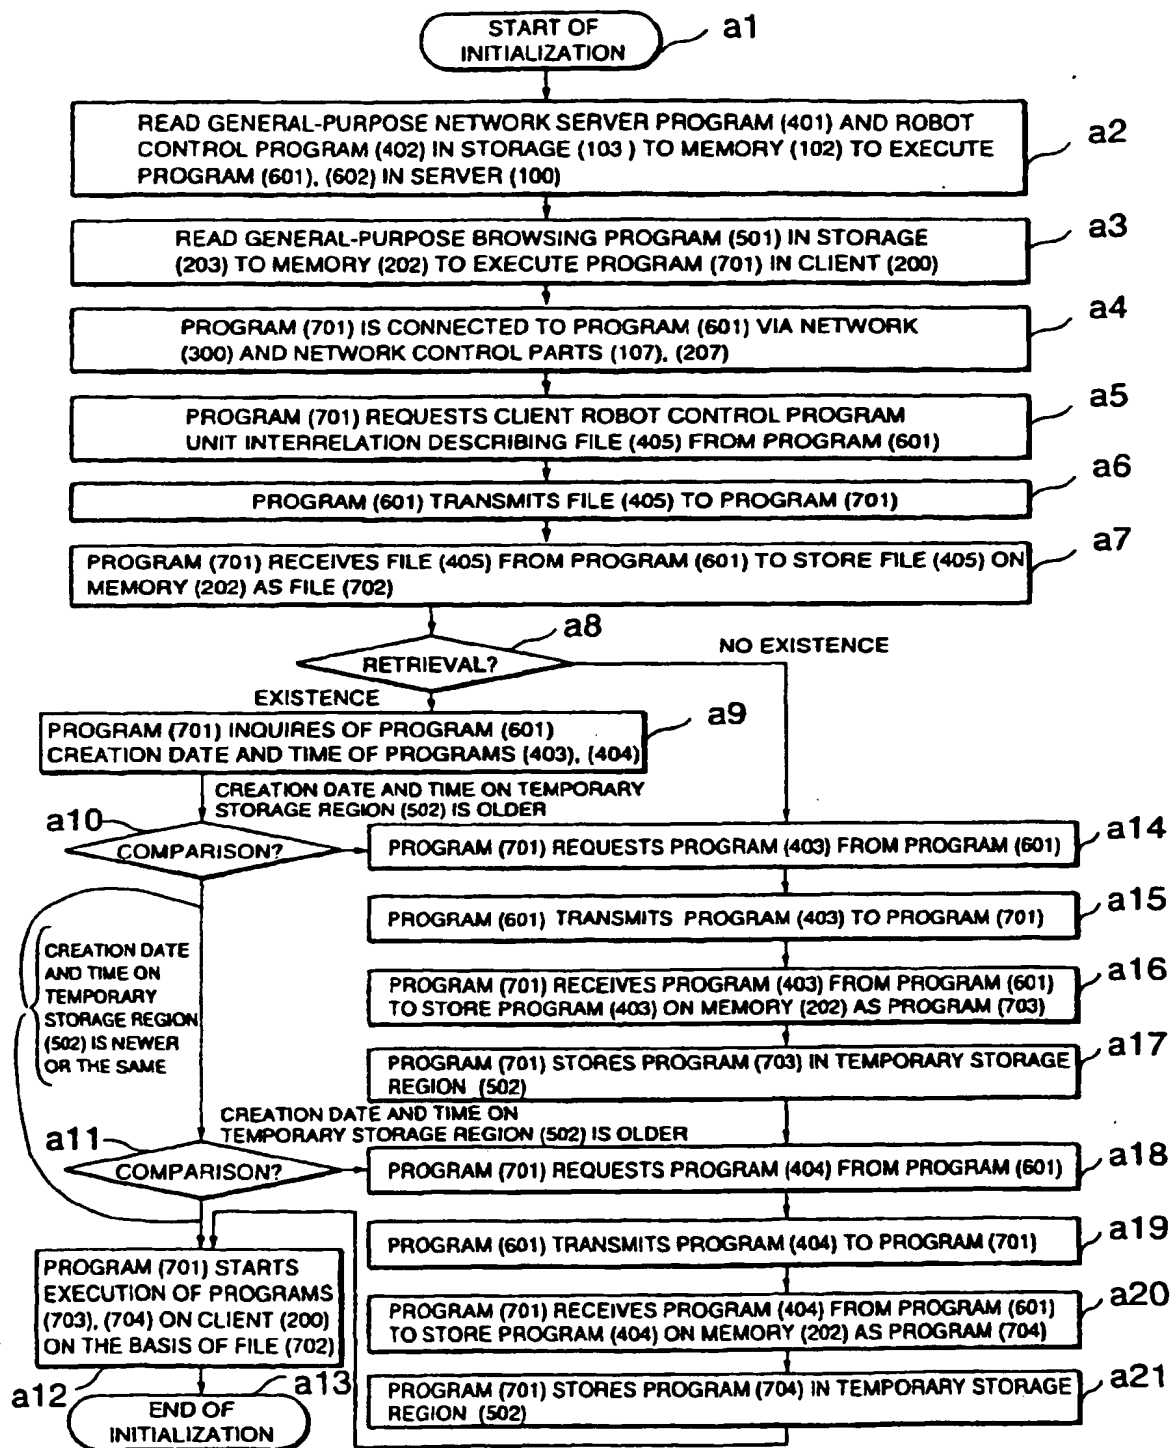 START OF
INITIALIZATION
a1
READ GENERAL-PURPOSE NETWORK SERVER PROGRAM (401) AND ROBOT
CONTROL PROGRAM (402) IN STORAGE (103 ) TO MEMORY (102) TO EXECUTE
PROGRAM (601), (602) IN SERVER (100)
a2
READ GENERAL-PURPOSE BROWSING PROGRAM (501) IN STORAGE
(203) TO MEMORY (202) TO EXECUTE PROGRAM (701) IN CLIENT (200)
a3
PROGRAM (701) IS CONNECTED TO PROGRAM (601) VIA NETWORK
(300) AND NETWORK CONTROL PARTS (107), (207)
a4
PROGRAM (701) REQUESTS CLIENT ROBOT CONTROL PROGRAM
UNIT INTERRELATION DESCRIBING FILE (405) FROM PROGRAM (601)
a5
PROGRAM (601) TRANSMITS FILE (405) TO PROGRAM (701)
a6
PROGRAM (701) RECEIVES FILE (405) FROM PROGRAM (601) TO STORE FILE (405) ON
MEMORY (202) AS FILE (702)
a7
RETRIEVAL?
a8
NO EXISTENCE
EXISTENCE
PROGRAM (701) INQUIRES OF PROGRAM (601)
CREATION DATE AND TIME OF PROGRAMS (403), (404)
a9
CREATION DATE AND TIME ON TEMPORARY
STORAGE REGION (502) IS OLDER
a10
COMPARISON?
PROGRAM (701) REQUESTS PROGRAM (403) FROM PROGRAM (601)
a14
PROGRAM (601) TRANSMITS PROGRAM (403) TO PROGRAM (701)
a15
CREATION DATE
AND TIME ON
TEMPORARY
STORAGE REGION
(502) IS NEWER
OR THE SAME
PROGRAM (701) RECEIVES PROGRAM (403) FROM PROGRAM (601)
TO STORE PROGRAM (403) ON MEMORY (202) AS PROGRAM (703)
a16
PROGRAM (701) STORES PROGRAM (703) IN TEMPORARY STORAGE
REGION (502)
a17
CREATION DATE AND TIME ON
TEMPORARY STORAGE REGION (502) IS OLDER
a11
COMPARISON?
PROGRAM (701) REQUESTS PROGRAM (404) FROM PROGRAM (601)
a18
PROGRAM (601) TRANSMITS PROGRAM (404) TO PROGRAM (701)
a19
PROGRAM (701) STARTS
EXECUTION OF PROGRAMS
(703), (704) ON CLIENT (200)
ON THE BASIS OF FILE (702)
a12
PROGRAM (701) RECEIVES PROGRAM (404) FROM PROGRAM (601)
TO STORE PROGRAM (404) ON MEMORY (202) AS PROGRAM (704)
a20
PROGRAM (701) STORES PROGRAM (704) IN TEMPORARY STORAGE
REGION (502)
a21
a13
END OF
INITIALIZATION